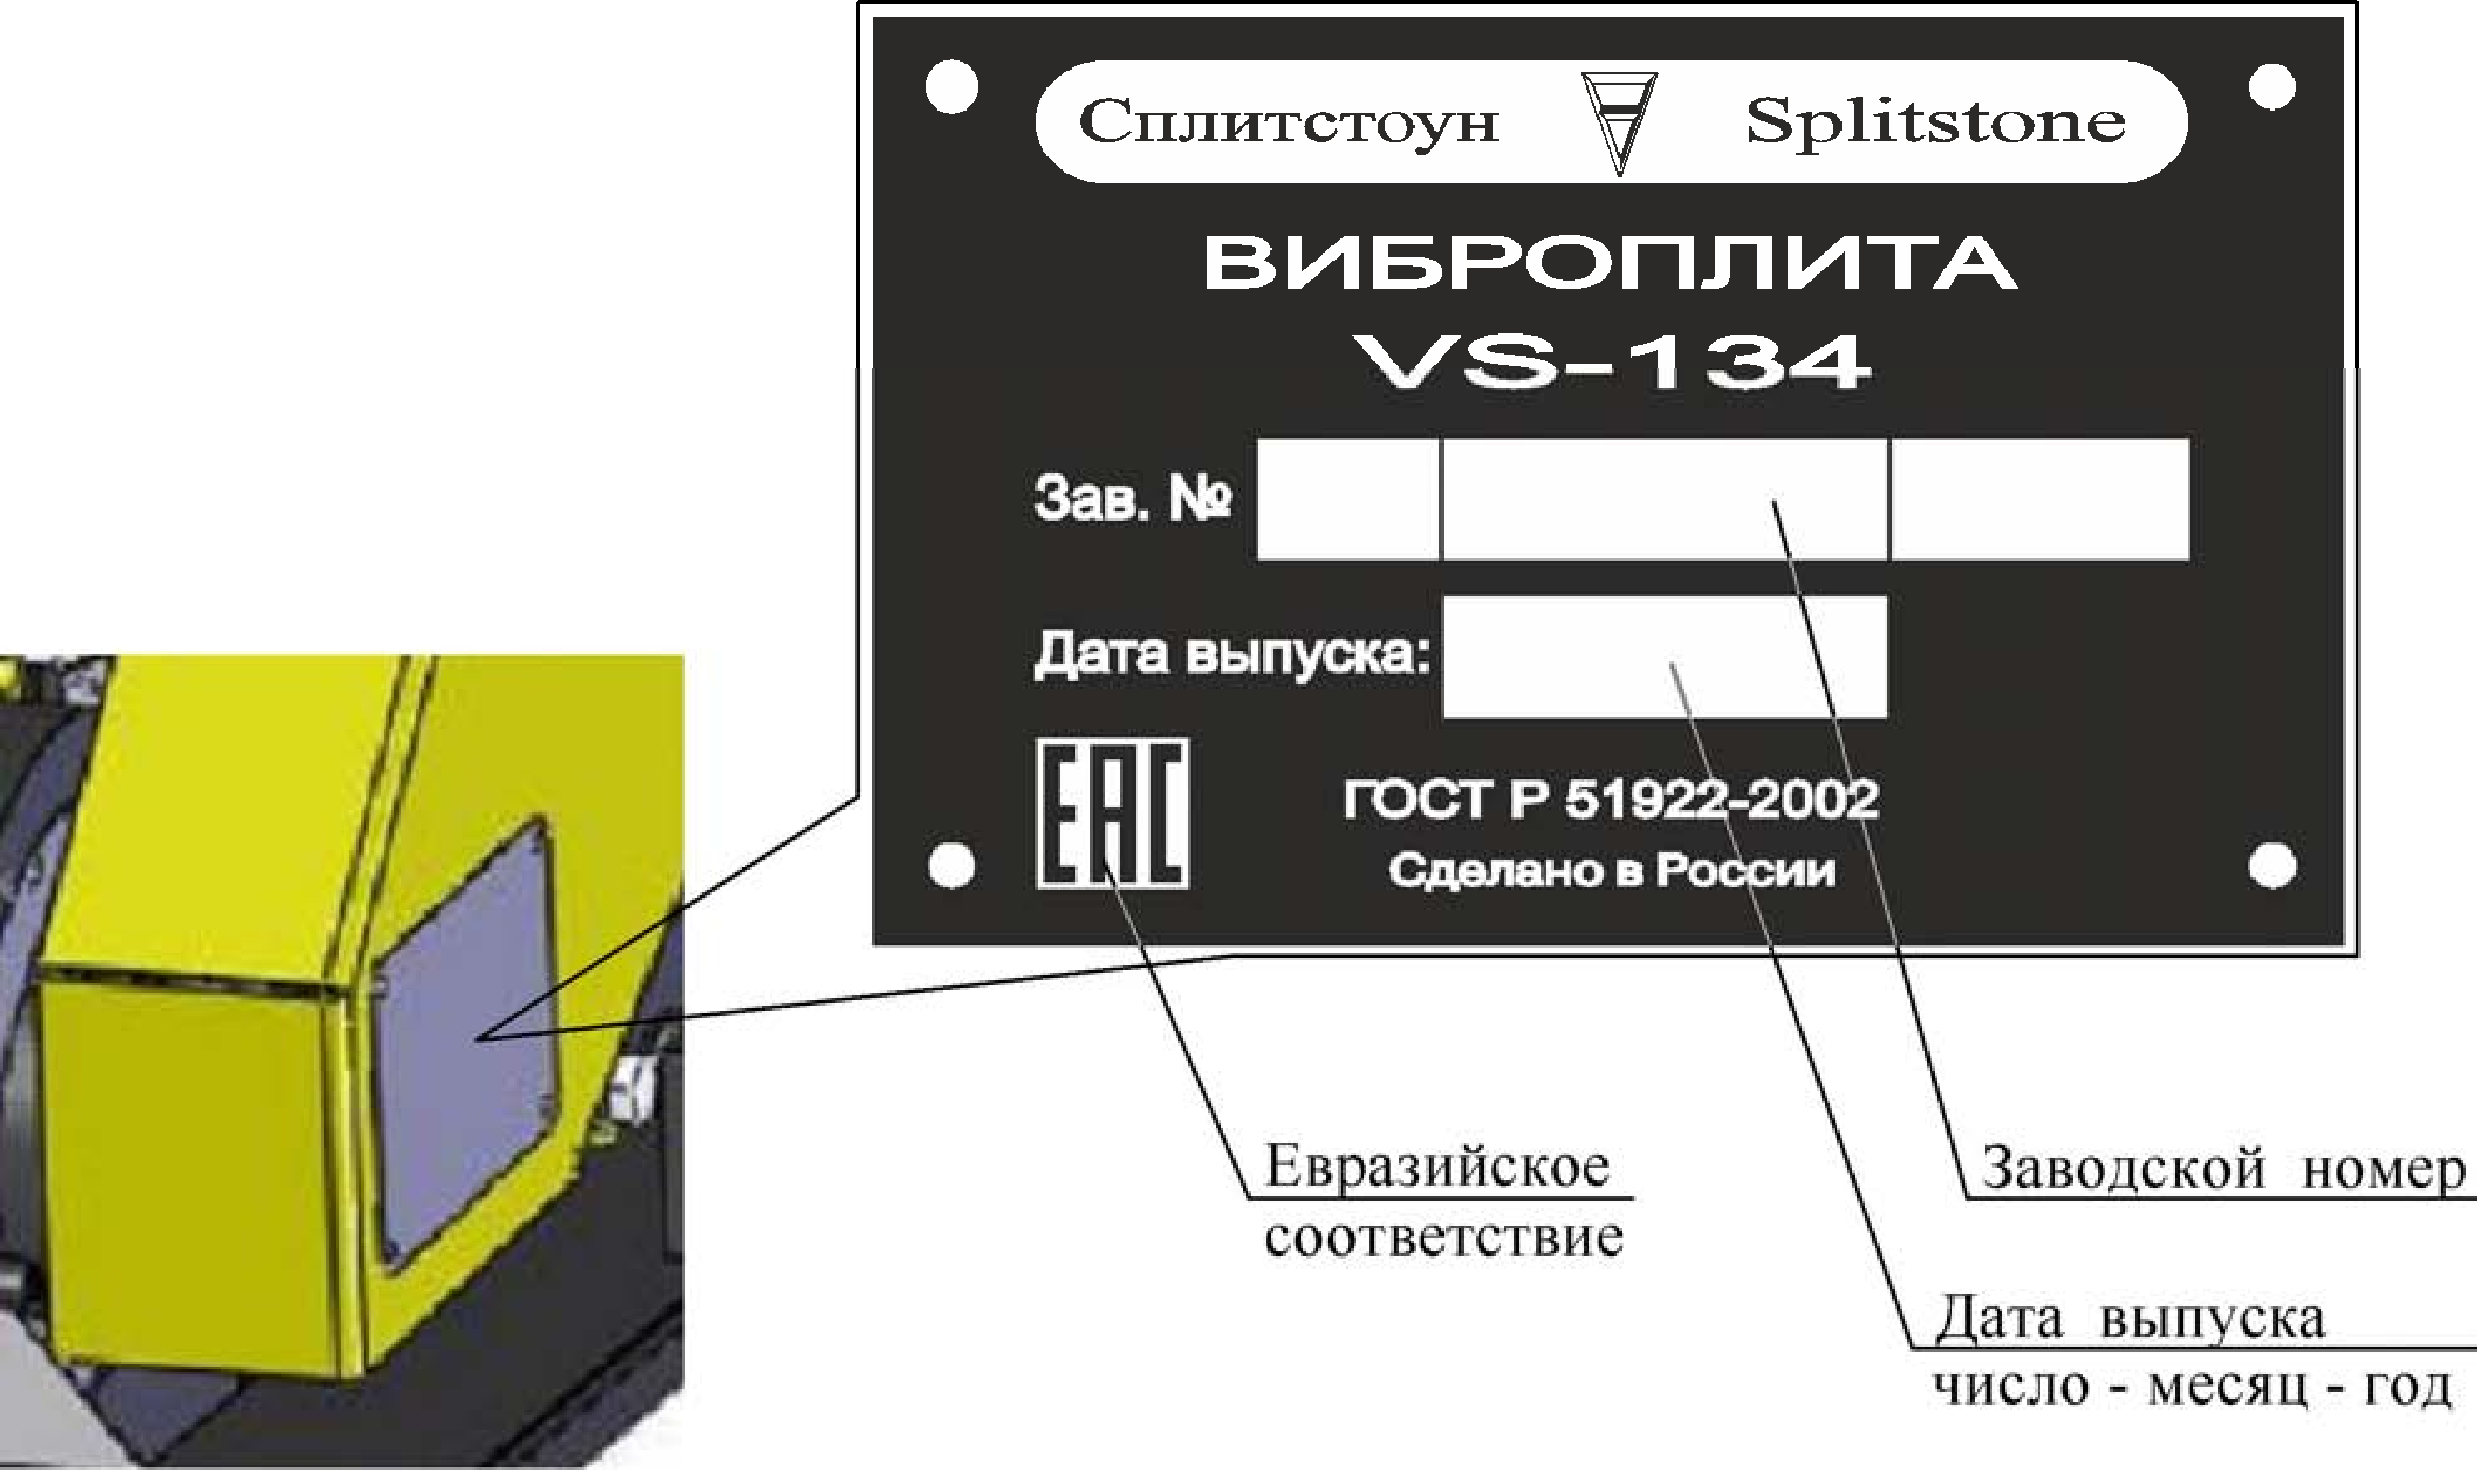 Сплитстоун Splitstone
ВИБРОПЛИТА
VS-134
Зав. №
Дата выпуска:
ЕАС
ГОСТ Р 51922-2002
Сделано в России
Евразийское
соответствие
Заводской номер
Дата выпуска
число - месяц - год